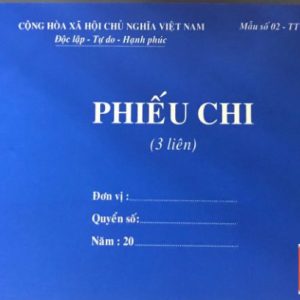 CỘNG HÒA XÃ HỘI CHỦ NGHĨA VIỆT NAM
Mẫu số 02 - TT
Độc lập - Tự do - Hạnh phúc
PHIẾU CHI
(3 liên)
Đơn vị :
Quyển số:
Năm : 20